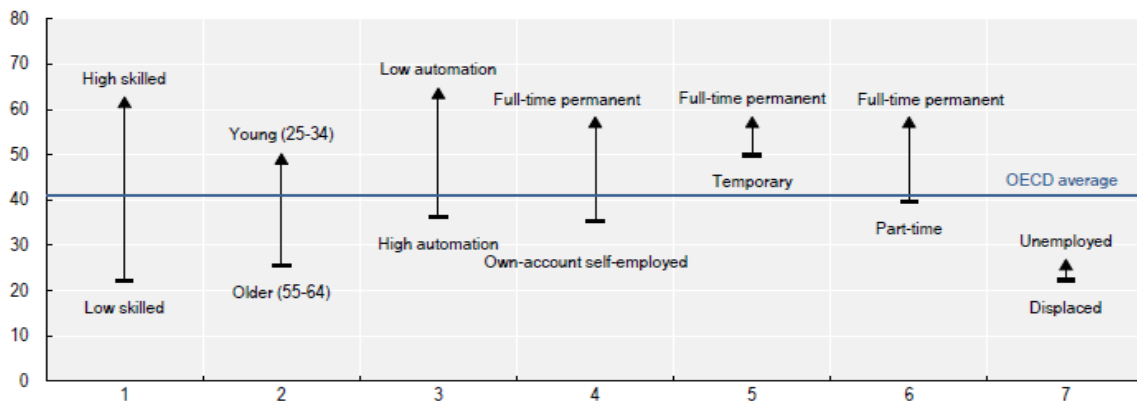 80
70
60
50
40
30
20
10
0
High skilled
Low skilled
Young (25-34)
Older (55-64)
Low automation
High automation
Full-time permanent
Own-account self-employed
Full-time permanent
Temporary
Full-time permanent
Part-time
OECD average
Unemployed
Displaced
1 2 3 4 5 6 7